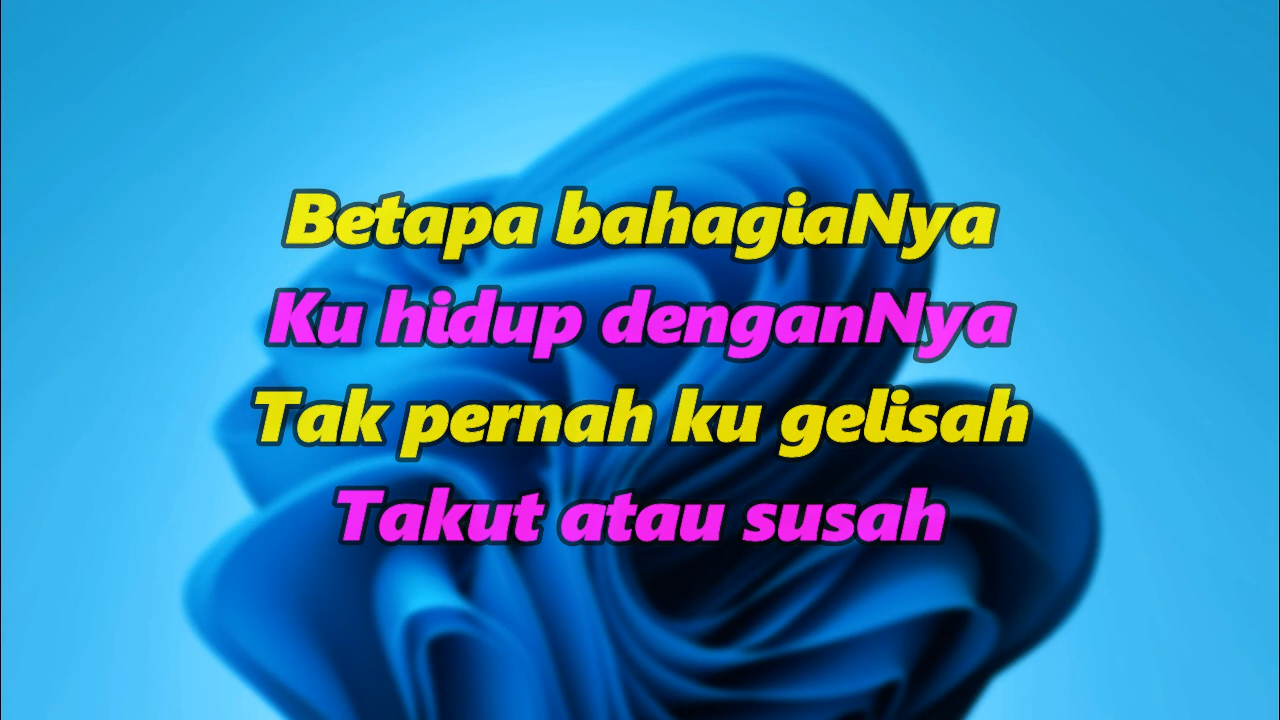 Betapa bahagiaNya
Ku hidup denganNya
Tak pernah ku gelisah
Takut atau susah